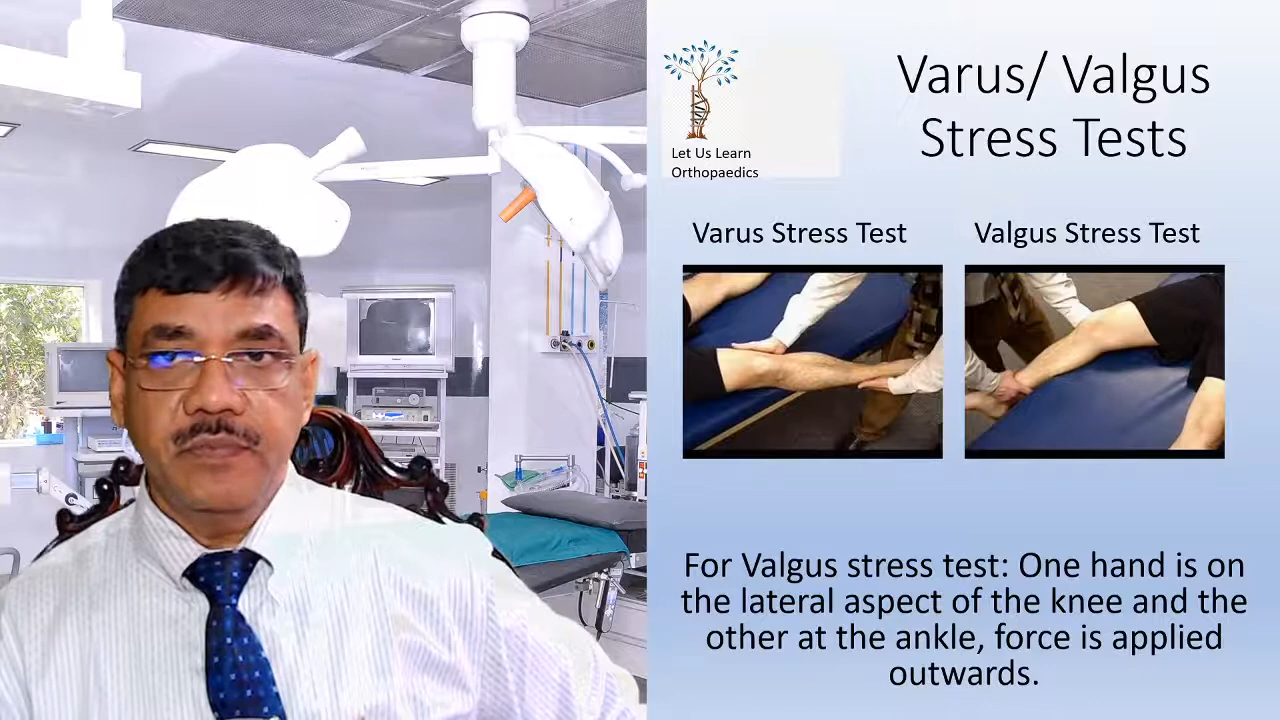 Let Us Learn
Orthopaedics
Varus/ Valgus
Stress Tests
Varus Stress Test
Valgus Stress Test
For Valgus stress test: One hand is on
the lateral aspect of the knee and the
other at the ankle, force is applied
outwards.